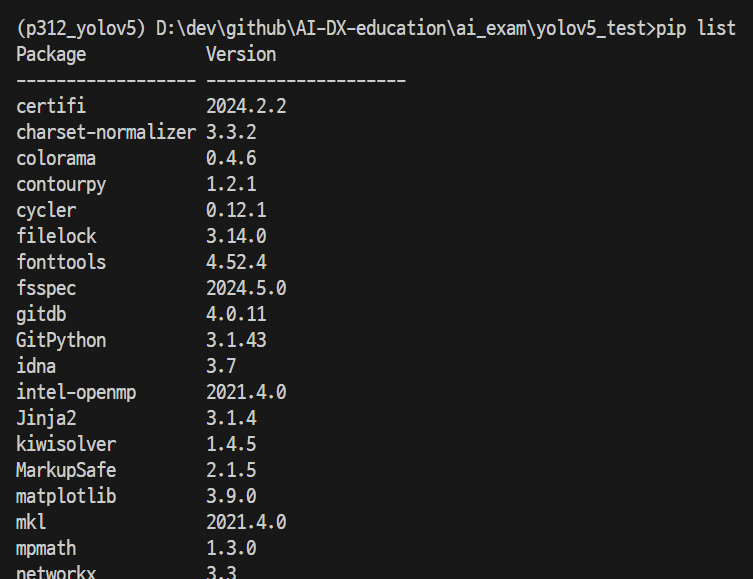 (p312_yolov5) D:\dev\github\AI-DX-education\ai_exam\yolov5_test>pip list
Package            Version
------------------ --------------------
certifi            2024.2.2
charset-normalizer 3.3.2
colorama           0.4.6
contourpy          1.2.1
cycler             0.12.1
filelock           3.14.0
fonttools          4.52.4
fsspec             2024.5.0
gitdb              4.0.11
GitPython          3.1.43
idna               3.7
intel-openmp       2021.4.0
Jinja2             3.1.4
kiwisolver         1.4.5
MarkupSafe         2.1.5
matplotlib         3.9.0
mkl                2021.4.0
mpmath             1.3.0
networkx           3.3